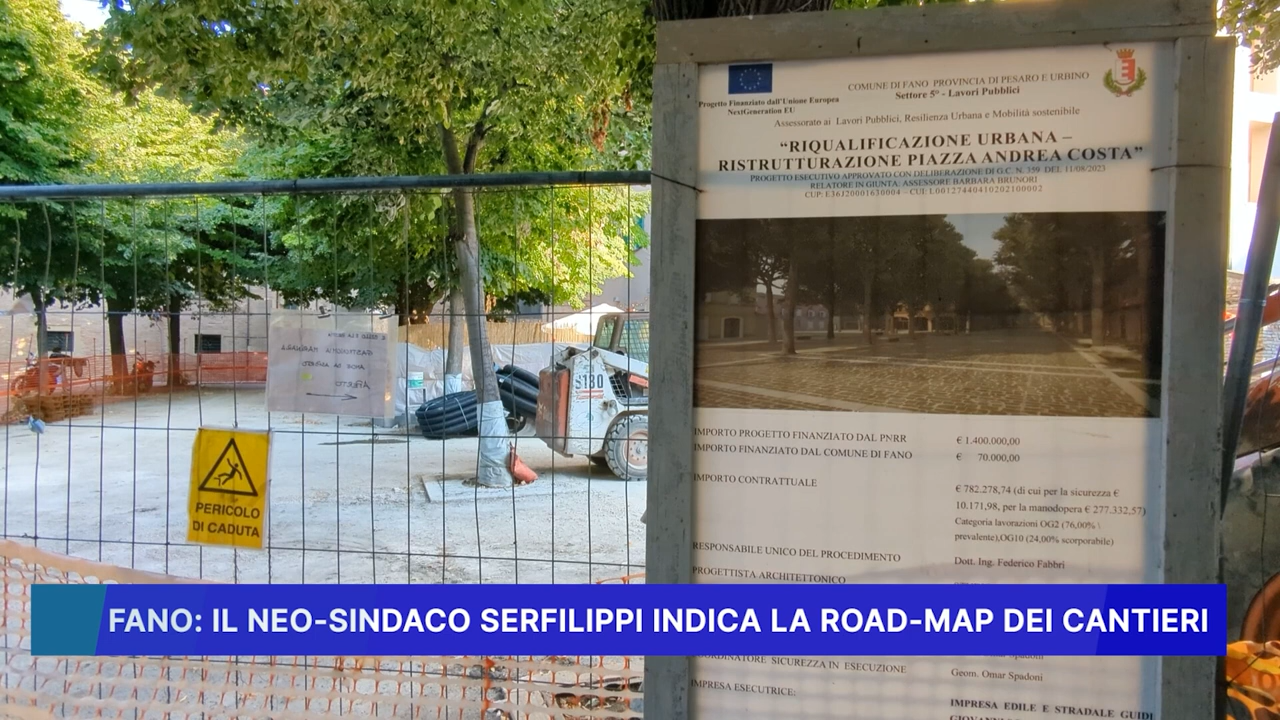 COMUNE DI FANO PROVINCIA DI PESARO E URBINO
Settore 5° - Lavori Pubblici
Progetto Finanziato dall'Unione Europea
NextGeneration EU
Assessorato ai Lavori Pubblici, Resilienza Urbana e Mobilità sostenibile
“RIQUALIFICAZIONE URBANA –
RISTRUTTURAZIONE PIAZZA ANDREA COSTA”
PROGETTO ESECUTIVO APPROVATO CON DELIBERAZIONE DI G.C. N. 359 DEL 11/08/2023
RELATORE IN GIUNTA: ASSESSORE BARBARA BRUNORI
CUP: E36J20001630004 – CUI: L00127440410202100002
IMPORTO PROGETTO FINANZIATO DAL PNRR € 1.400.000,00
IMPORTO FINANZIATO DAL COMUNE DI FANO € 70.000,00
IMPORTO CONTRATTUALE € 782.278,74 (di cui per la sicurezza €
10.171,98, per la manodopera € 277.332,57)
Categoria lavorazioni OG2 (76,00% \
prevalente),OG10 (24,00% scorporabile)
RESPONSABILE UNICO DEL PROCEDIMENTO Dott. Ing. Federico Fabbri
PROGETTISTA ARCHITETTONICO
S130
PERICOLO
DI CADUTA
FANO: IL NEO-SINDACO SERFILIPPI INDICA LA ROAD-MAP DEI CANTIERI
SICUREZZA IN ESECUZIONE Geom. Omar Spadoni
IMPRESA ESECUTRICE:
IMPRESA EDILE E STRADALE GUIDI